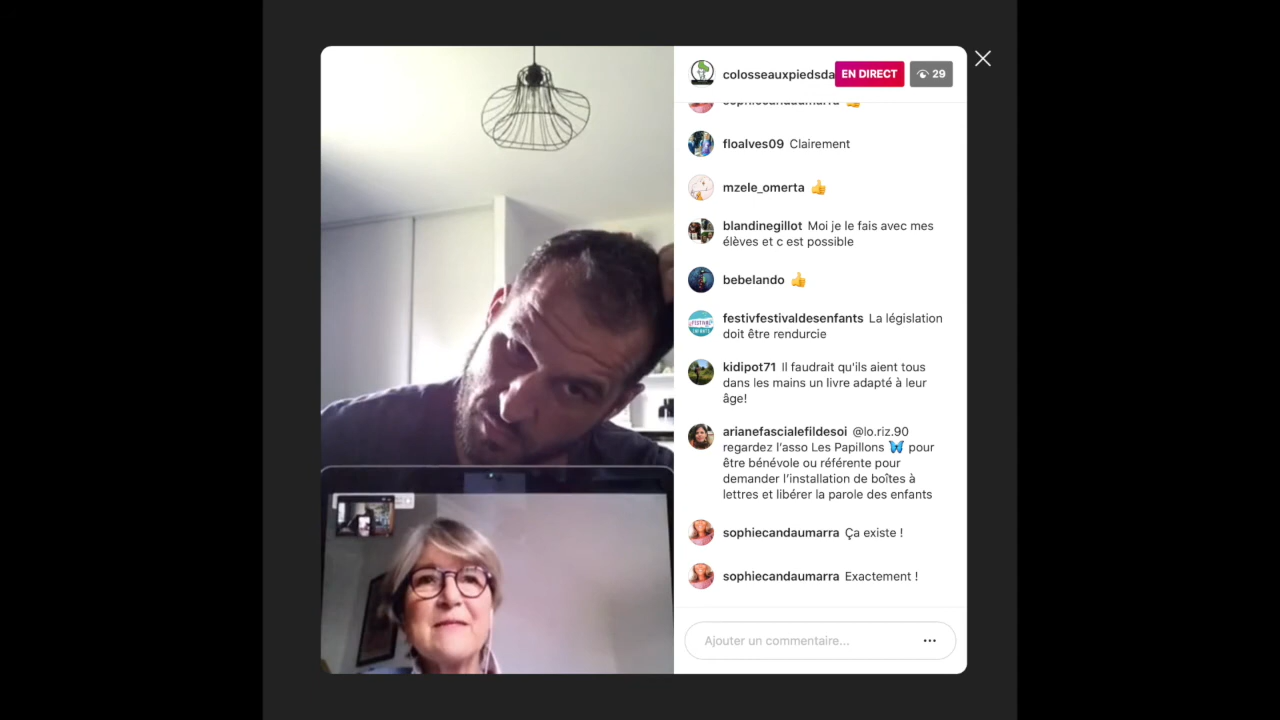 colosseauxpiedsda
EN DIRECT
29
sophiecandaumarra 👍
floalves09 Clairement
mzele_omerta 👍
blandinegillot Moi je le fais avec mes
élèves et c est possible
bebelando 👍
festivfestivaldesenfants La législation
doit être rendurcie
kidipot71 Il faudrait qu'ils aient tous
dans les mains un livre adapté à leur
âge!
arianefascialefildesoi @lo.riz.90
regardez l'asso Les Papillons 🦋 pour
être bénévole ou référente pour
demander l'installation de boîtes à
lettres et libérer la parole des enfants
sophiecandaumarra Ça existe !
sophiecandaumarra Exactement !
Ajouter un commentaire...